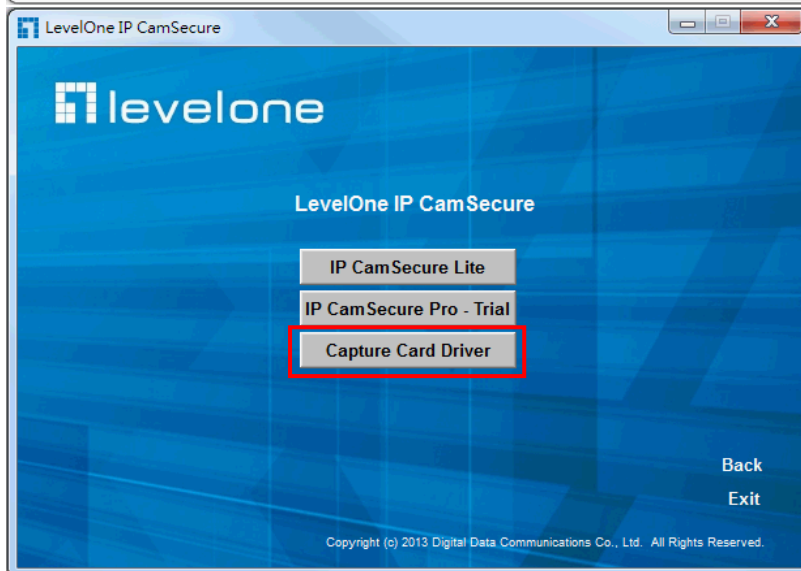 LevelOne IP CamSecure
levelone
LevelOne IP CamSecure
IP CamSecure Lite
IP CamSecure Pro - Trial
Capture Card Driver
Back
Exit
Copyright (c) 2013 Digital Data Communications Co., Ltd. All Rights Reserved.